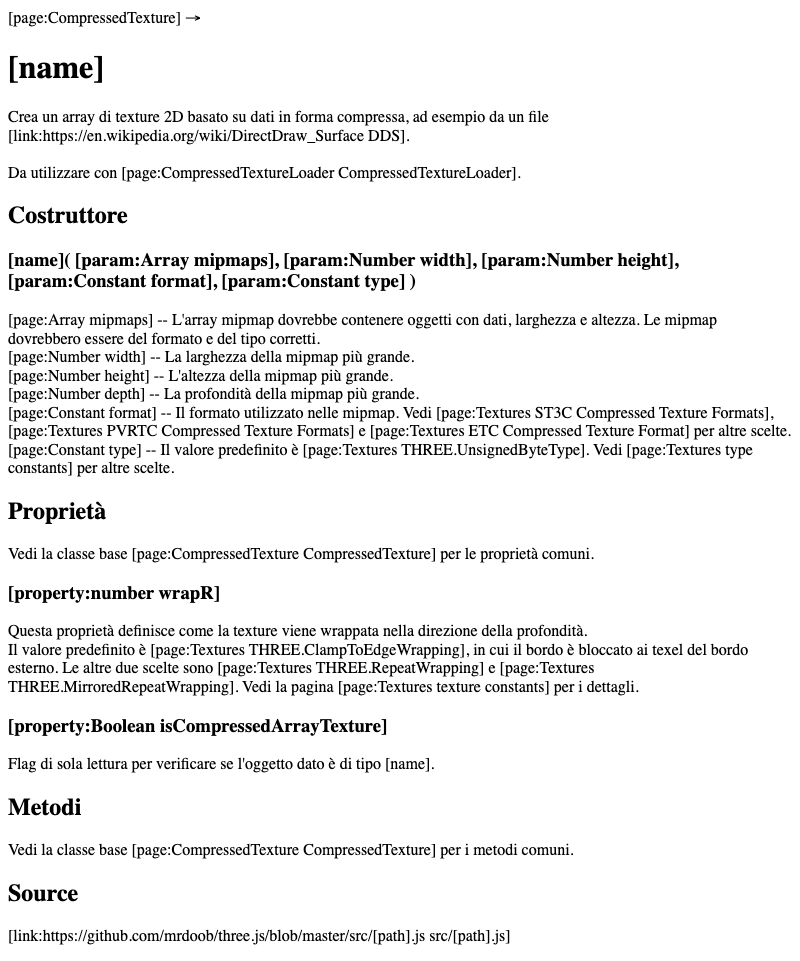 [page:CompressedTexture] →
[name]
Crea un array di texture 2D basato su dati in forma compressa, ad esempio da un file
[link:https://en.wikipedia.org/wiki/DirectDraw_Surface DDS].
Da utilizzare con [page:CompressedTextureLoader CompressedTextureLoader].
Costruttore
[name]( [param:Array mipmaps], [param:Number width], [param:Number height],
[param:Constant format], [param:Constant type] )
[page:Array mipmaps] -- L'array mipmap dovrebbe contenere oggetti con dati, larghezza e altezza. Le mipmap
dovrebbero essere del formato e del tipo corretti.
[page:Number width] -- La larghezza della mipmap più grande.
[page:Number height] -- L'altezza della mipmap più grande.
[page:Number depth] -- La profondità della mipmap più grande.
[page:Constant format] -- Il formato utilizzato nelle mipmap. Vedi [page:Textures ST3C Compressed Texture Formats],
[page:Textures PVRTC Compressed Texture Formats] e [page:Textures ETC Compressed Texture Format] per altre scelte.
[page:Constant type] -- Il valore predefinito è [page:Textures THREE.UnsignedByteType]. Vedi [page:Textures type
constants] per altre scelte.
Proprietà
Vedi la classe base [page:CompressedTexture CompressedTexture] per le proprietà comuni.
[property:number wrapR]
Questa proprietà definisce come la texture viene wrappata nella direzione della profondità.
Il valore predefinito è [page:Textures THREE.ClampToEdgeWrapping], in cui il bordo è bloccato ai texel del bordo
esterno. Le altre due scelte sono [page:Textures THREE.RepeatWrapping] e [page:Textures
THREE.MirroredRepeatWrapping]. Vedi la pagina [page:Textures texture constants] per i dettagli.
[property:Boolean isCompressedArrayTexture]
Flag di sola lettura per verificare se l'oggetto dato è di tipo [name].
Metodi
Vedi la classe base [page:CompressedTexture CompressedTexture] per i metodi comuni.
Source
[link:https://github.com/mrdoob/three.js/blob/master/src/[path].js src/[path].js]